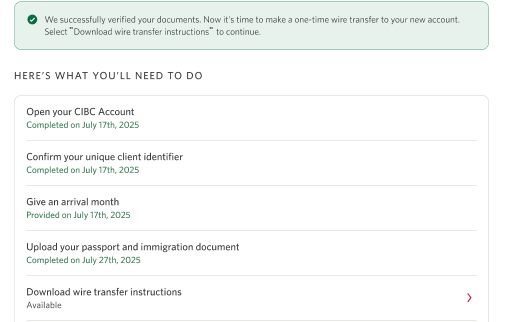 We successfully verified your documents. Now it's time to make a one-time wire transfer to your new account.
Select "Download wire transfer instructions" to continue.
HERE'S WHAT YOU'LL NEED TO DO
Open your CIBC Account
Completed on July 17th, 2025
Confirm your unique client identifier
Completed on July 17th, 2025
Give an arrival month
Provided on July 17th, 2025
Upload your passport and immigration document
Completed on July 27th, 2025
Download wire transfer instructions
Available